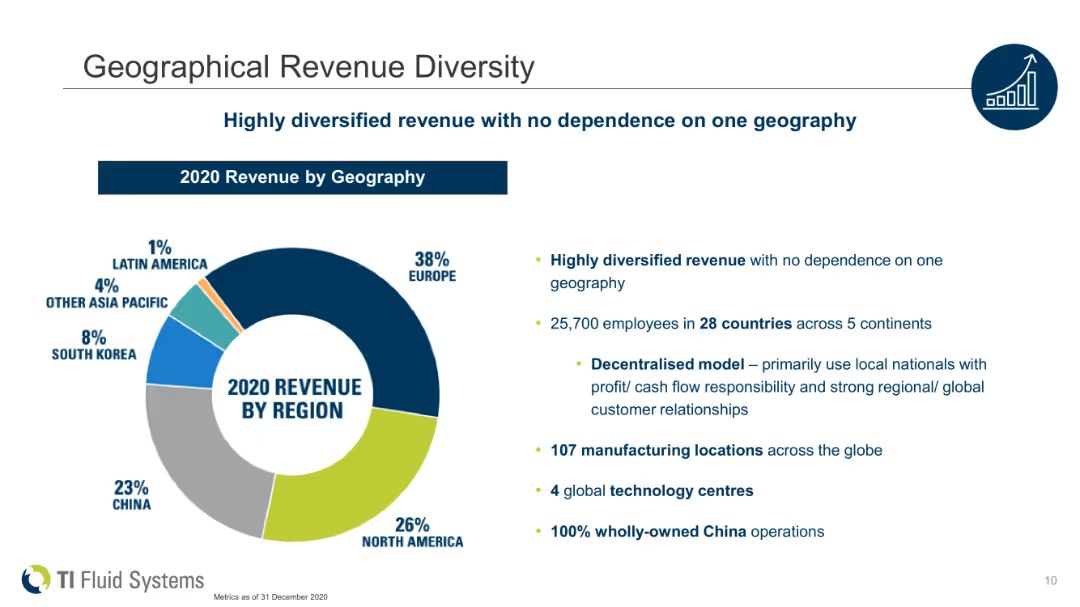 Geographical Revenue Diversity
Highly diversified revenue with no dependence on one geography
2020 Revenue by Geography
1%
LATIN AMERICA
4%
OTHER ASIA PACIFIC
8%
SOUTH KOREA
23%
CHINA
38%
EUROPE
26%
NORTH AMERICA
2020 REVENUE
BY REGION
• Highly diversified revenue with no dependence on one
geography
• 25,700 employees in 28 countries across 5 continents
• Decentralised model – primarily use local nationals with
profit/ cash flow responsibility and strong regional/ global
customer relationships
• 107 manufacturing locations across the globe
• 4 global technology centres
• 100% wholly-owned China operations
TI Fluid Systems
Metrics as of 31 December 2020
10